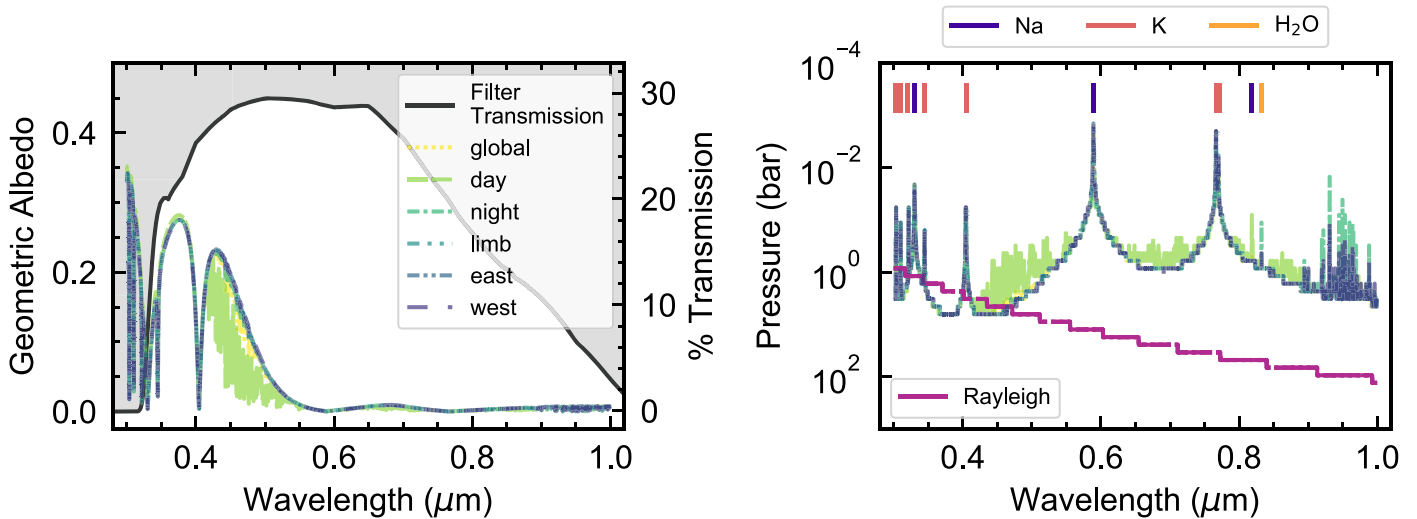 Geometric Albedo
0.4
0.2
0.0
0.4
0.6
0.8
1.0
Wavelength (μm)
30
20
10
0
% Transmission
Filter
Transmission
global
day
night
limb
east
west
Na
K
H₂O
Pressure (bar)
10⁻⁴
10⁻²
10⁰
10²
Rayleigh
0.4
0.6
0.8
1.0
Wavelength (μm)